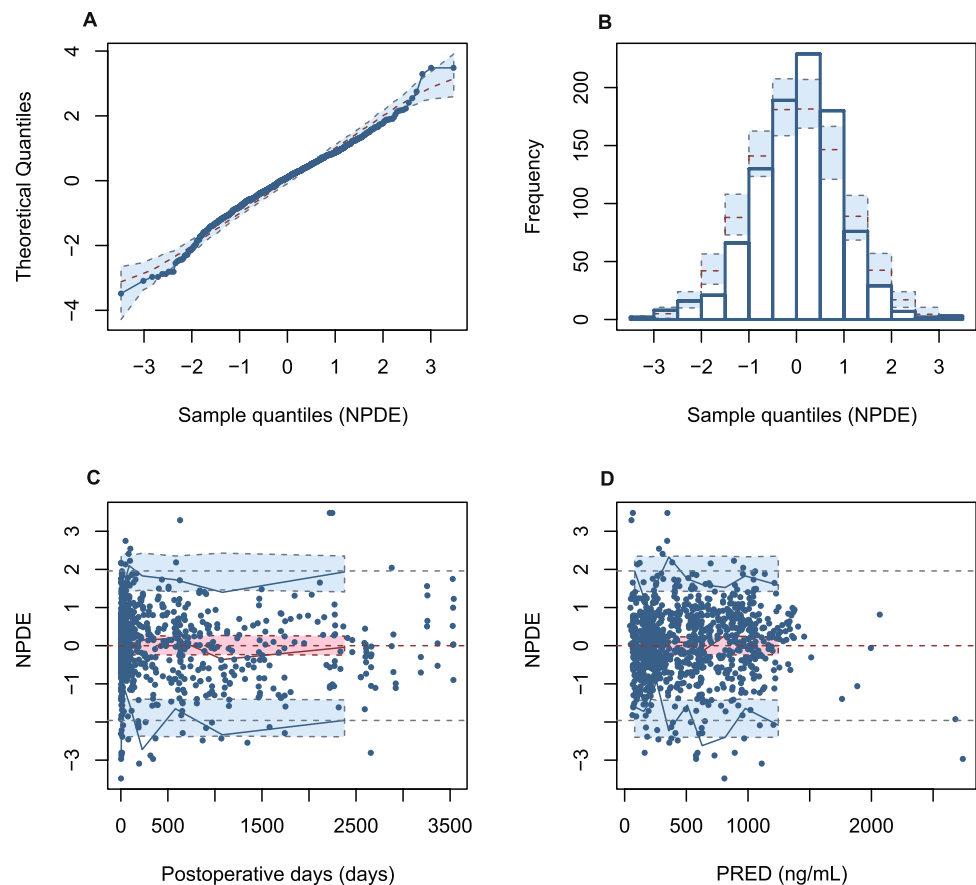 A
4
2
0
−2
−4
Theoretical Quantiles
−3 −2 −1 0 1 2 3
Sample quantiles (NPDE)
B
200
150
100
50
0
Frequency
−3 −2 −1 0 1 2 3
Sample quantiles (NPDE)
C
3
2
1
0
−1
−3
NPDE
0 500 1500 2500 3500
Postoperative days (days)
D
3
2
1
0
−1
−3
NPDE
0 500 1000 2000
PRED (ng/mL)